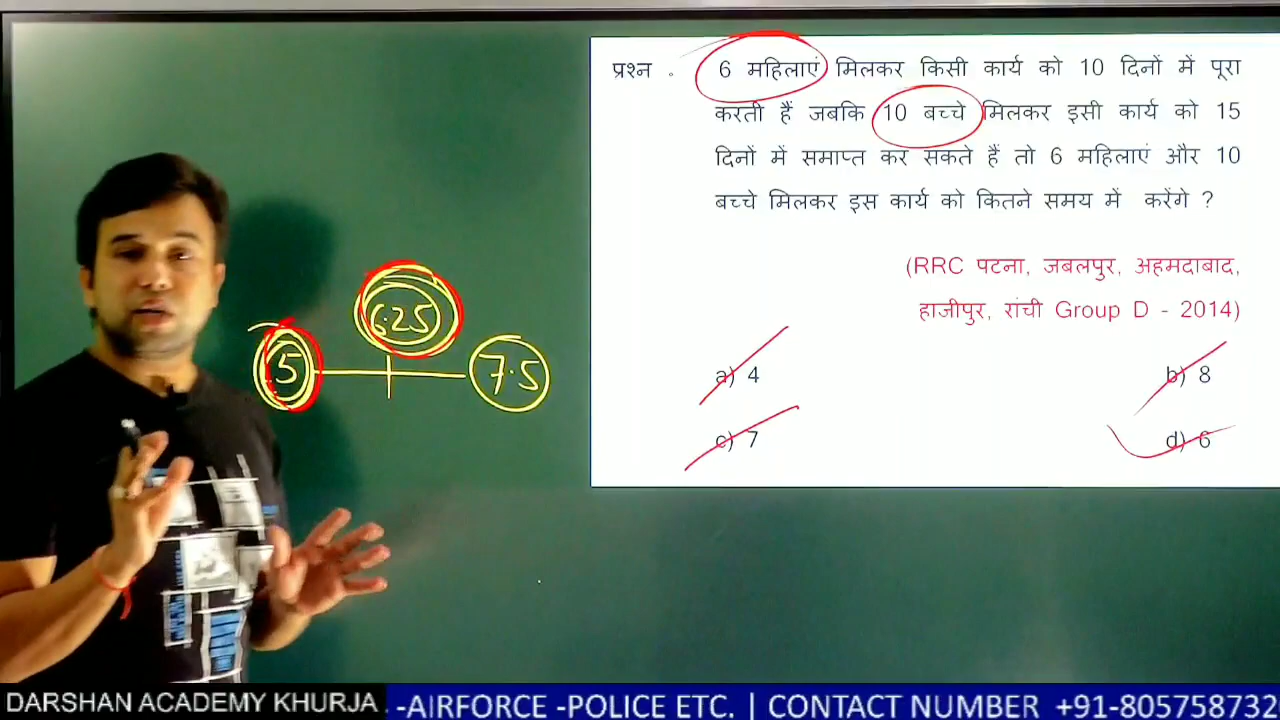 प्रश्न . 6 महिलाएं मिलकर किसी कार्य को 10 दिनों में पूरा
करती हैं जबकि 10 बच्चे मिलकर इसी कार्य को 15
दिनों में समाप्त कर सकते हैं तो 6 महिलाएं और 10
बच्चे मिलकर इस कार्य को कितने समय में करेंगे ?
(RRC पटना, जबलपुर, अहमदाबाद,
हाजीपुर, रांची Group D - 2014)
a) 4 b) 8
c) 7 d) 6
6.25
5 7.5
DARSHAN ACADEMY KHURJA . -AIRFORCE -POLICE ETC. | CONTACT NUMBER +91-805758732